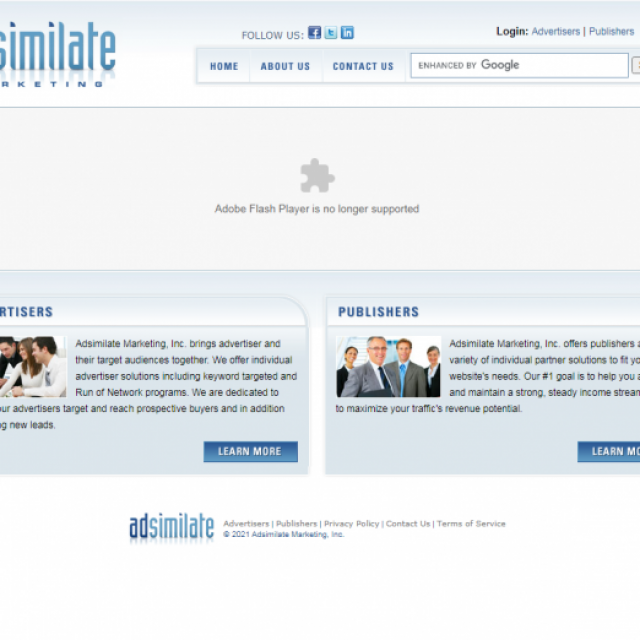 FOLLOW US:
Login: Advertisers | Publishers
similate
RKETING
HOME
ABOUT US
CONTACT US
ENHANCED BY Google
Adobe Flash Player is no longer supported
RTISERS
Adsimilate Marketing, Inc. brings advertiser and
their target audiences together. We offer individual
advertiser solutions including keyword targeted and
Run of Network programs. We are dedicated to
ur advertisers target and reach prospective buyers and in addition
ng new leads.
LEARN MORE
PUBLISHERS
Adsimilate Marketing, Inc. offers publishers a
variety of individual partner solutions to fit yo
website's needs. Our #1 goal is to help you a
and maintain a strong, steady income strean
to maximize your traffic's revenue potential.
LEARN MO
adsimilate
Advertisers | Publishers | Privacy Policy | Contact Us | Terms of Service
© 2021 Adsimilate Marketing, Inc.